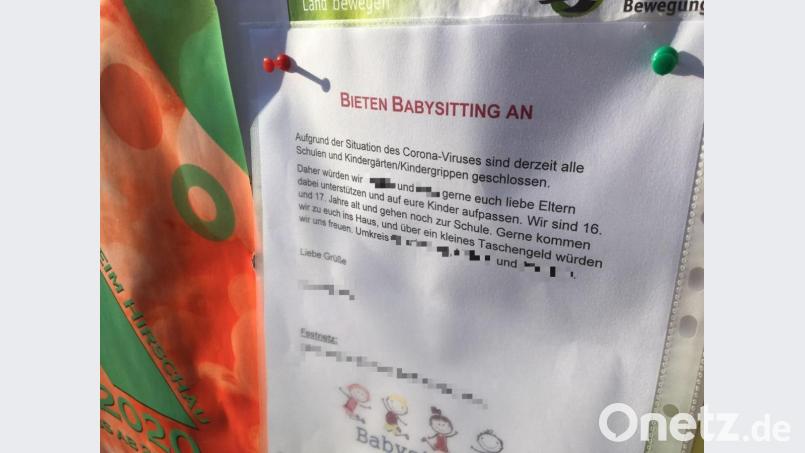 Land bewegen
Bewegung
BIETEN BABYSITTING AN
Aufgrund der Situation des Corona-Viruses sind derzeit alle
Schulen und Kindergärten/Kindergrippen geschlossen.
Daher würden wir und gerne euch liebe Eltern
dabei unterstützen und auf eure Kinder aufpassen. Wir sind 16.
und 17. Jahre alt und gehen noch zur Schule. Gerne kommen
wir zu euch ins Haus, und über ein kleines Taschengeld würden
wir uns freuen. Umkreis , und .
Liebe Grüße
Festnetz:
EIM HIRSCHAU
2020
Onetz.de